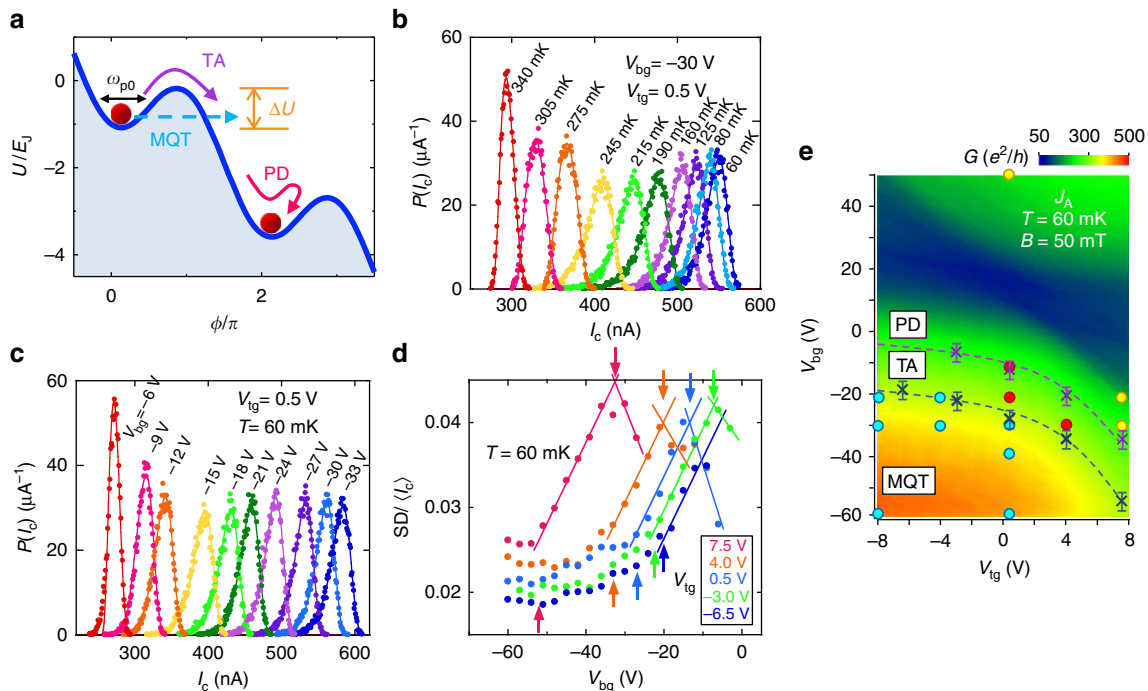 a
U/E_J
0
−2
−4
0
2
ϕ/π
ω_p0
TA
ΔU
MQT
PD
b
P(I_c) (μA⁻¹)
60
40
20
0
300
400
500
600
I_c (nA)
V_bg= −30 V
V_tg= 0.5 V
340 mK
305 mK
275 mK
245 mK
215 mK
190 mK
160 mK
125 mK
80 mK
60 mK
c
P(I_c) (μA⁻¹)
60
40
20
0
300
400
500
600
I_c (nA)
V_tg= 0.5 V
T= 60 mK
V_bg=−6 V
−9 V
−12 V
−15 V
−18 V
−21 V
−24 V
−27 V
−30 V
−33 V
d
SD/ ⟨I_c⟩
0.04
0.03
0.02
−60
−40
−20
0
V_bg (V)
T = 60 mK
V_tg
7.5 V
4.0 V
0.5 V
−3.0 V
−6.5 V
e
50 300 500
G (e²/h)
J_A
T = 60 mK
B = 50 mT
40
20
0
−20
−40
−60
V_bg (V)
PD
TA
MQT
−8
−4
0
4
8
V_tg (V)